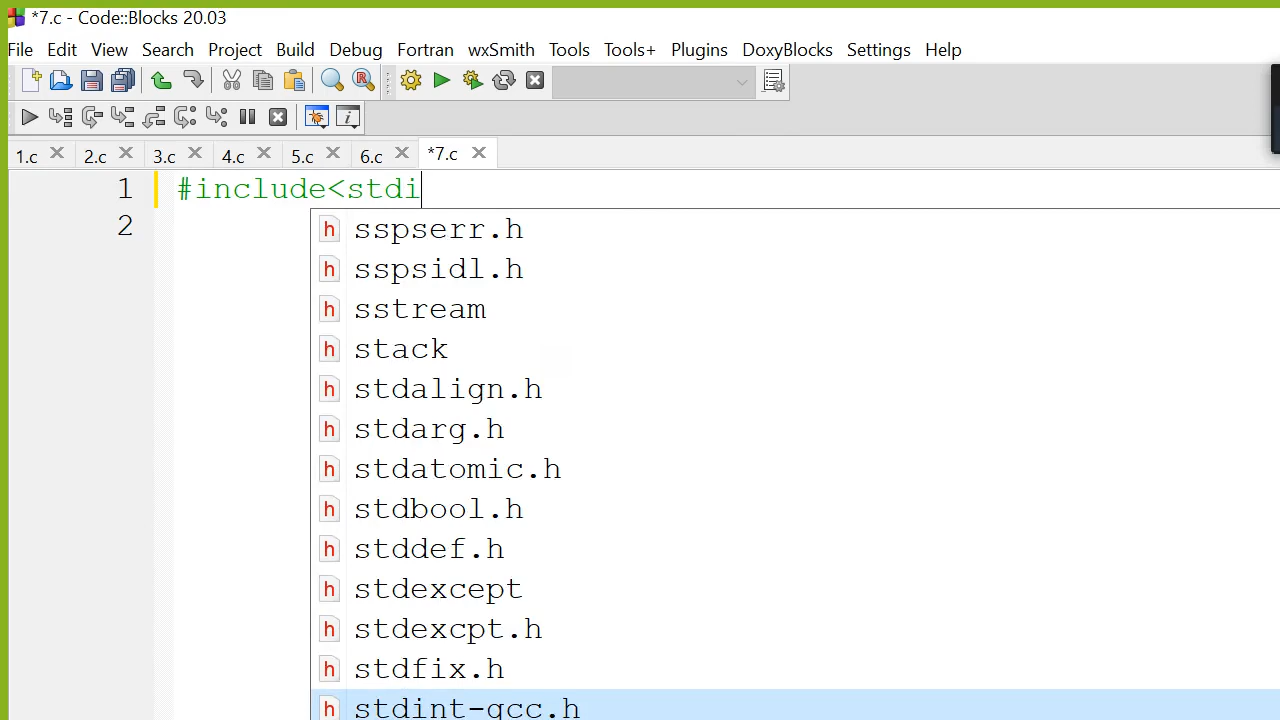 *7.c - Code::Blocks 20.03
File Edit View Search Project Build Debug Fortran wxSmith Tools Tools+ Plugins DoxyBlocks Settings Help
1.c 2.c 3.c 4.c 5.c 6.c *7.c
1 #include<stdi
2
h sspserr.h
h sspsidl.h
h sstream
h stack
h stdalign.h
h stdarg.h
h stdatomic.h
h stdbool.h
h stddef.h
h stdexcept
h stdexcpt.h
h stdfix.h
h stdint-gcc.h